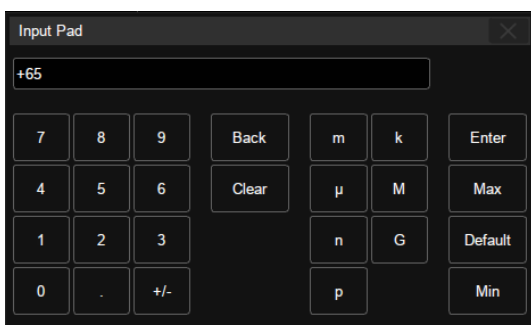 Input Pad
+65
7 8 9 Back m k Enter
4 5 6 Clear µ M Max
1 2 3 n G Default
0 . +/- p Min